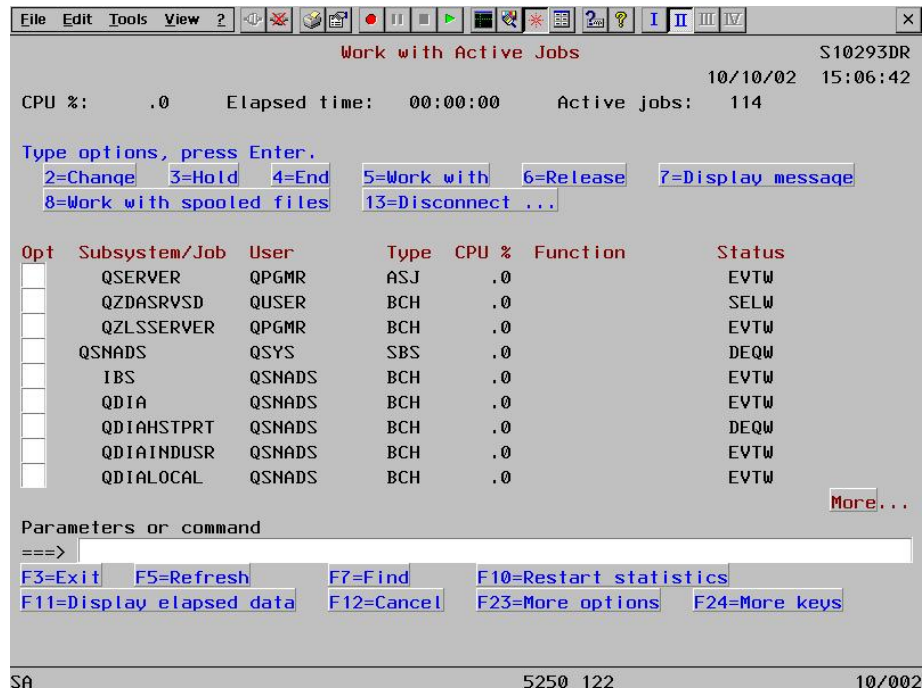 File Edit Tools View ? I II III IV ×
Work with Active Jobs S10293DR
10/10/02 15:06:42
CPU %: .0 Elapsed time: 00:00:00 Active jobs: 114
Type options, press Enter.
2=Change 3=Hold 4=End 5=Work with 6=Release 7=Display message
8=Work with spooled files 13=Disconnect ...
Opt Subsystem/Job User Type CPU % Function Status
QSERVER QPGMR ASJ .0 EVTW
QZDASRVSD QUSER BCH .0 SELW
QZLSSERVER QPGMR BCH .0 EVTW
QSNADS QSYS SBS .0 DEQW
IBS QSNADS BCH .0 EVTW
QDIA QSNADS BCH .0 EVTW
QDIAHSTPRT QSNADS BCH .0 DEQW
QDIAINDUSR QSNADS BCH .0 EVTW
QDIALOCAL QSNADS BCH .0 EVTW
More...
Parameters or command
===>
F3=Exit F5=Refresh F7=Find F10=Restart statistics
F11=Display elapsed data F12=Cancel F23=More options F24=More keys
SA 5250 122 10/002